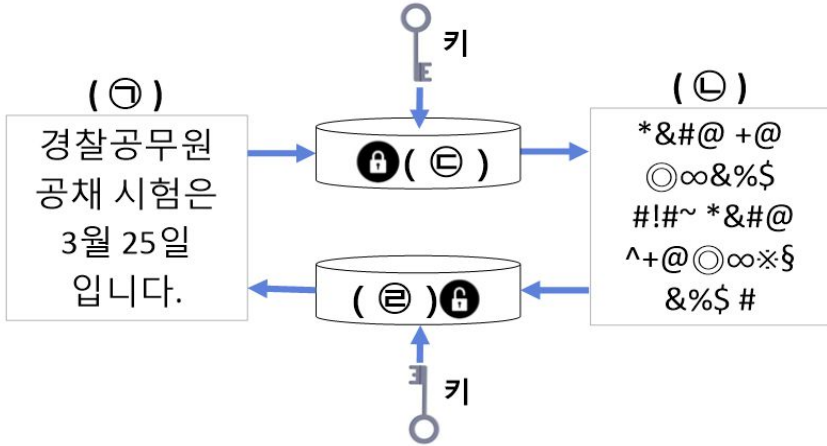 키
( ㉠ )
경찰공무원
공채 시험은
3월 25일
입니다.
( ㉢ )
( ㉡ )
*&#@ +@
◎∞&%$
#!#~ *&#@
^+@◎∞※§
&%$ #
( ㉣ )
키